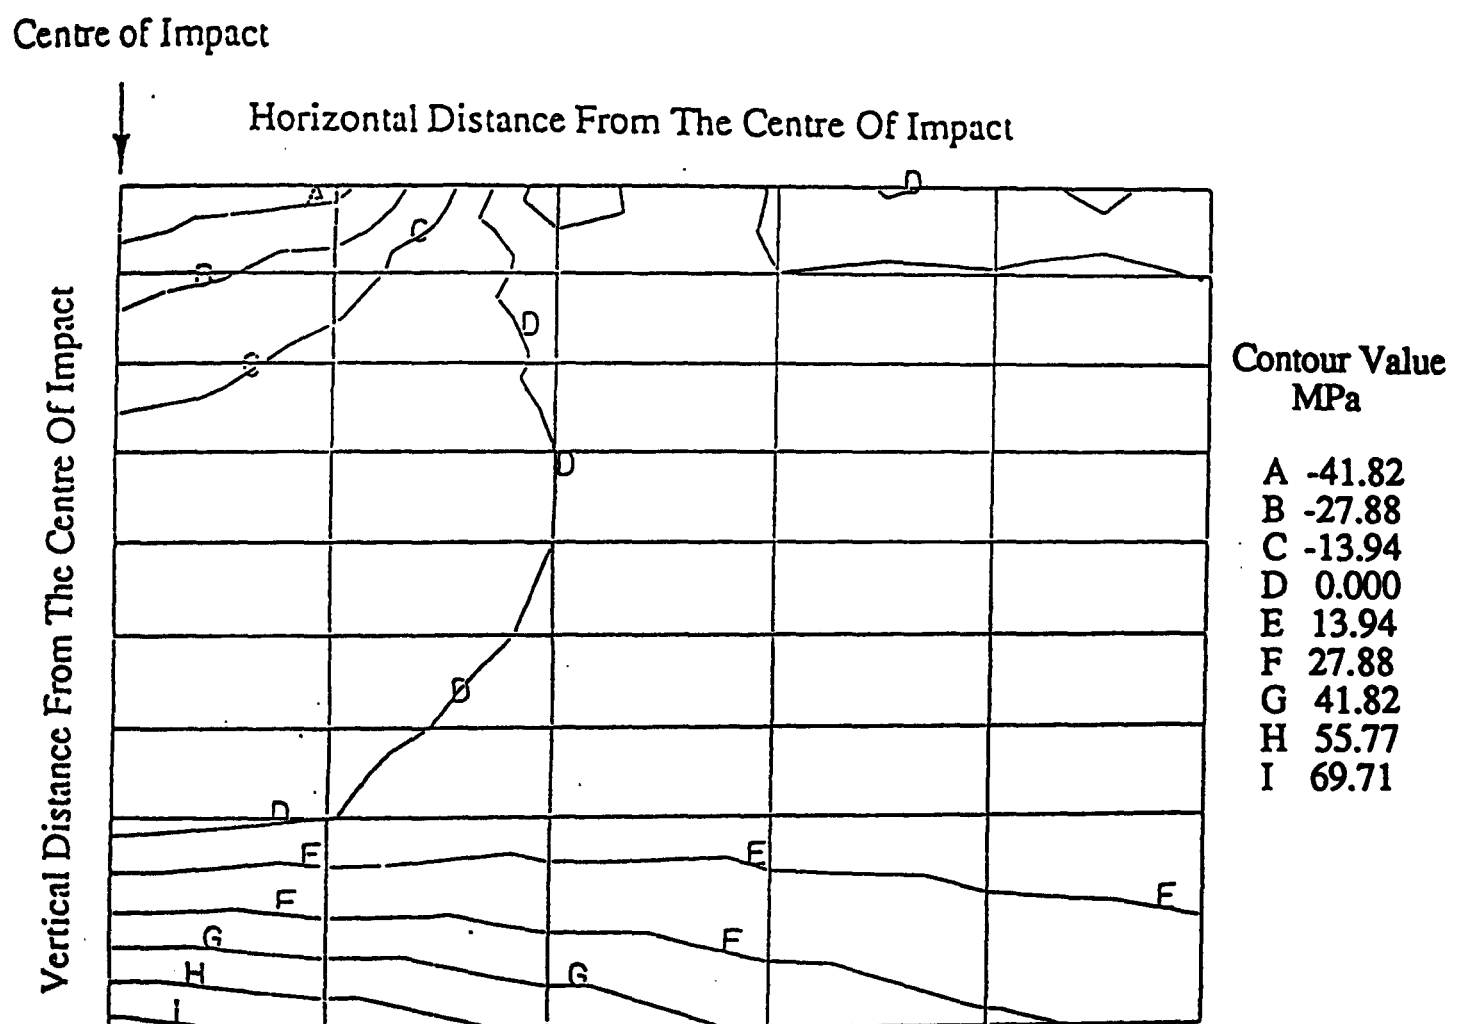 Centre of Impact
Horizontal Distance From The Centre Of Impact
Vertical Distance From The Centre Of Impact
A
D
C
B
D
C
D
D
D
E
E
F
E
G
F
H
G
I
Contour Value
MPa
A -41.82
B -27.88
C -13.94
D 0.000
E 13.94
F 27.88
G 41.82
H 55.77
I 69.71